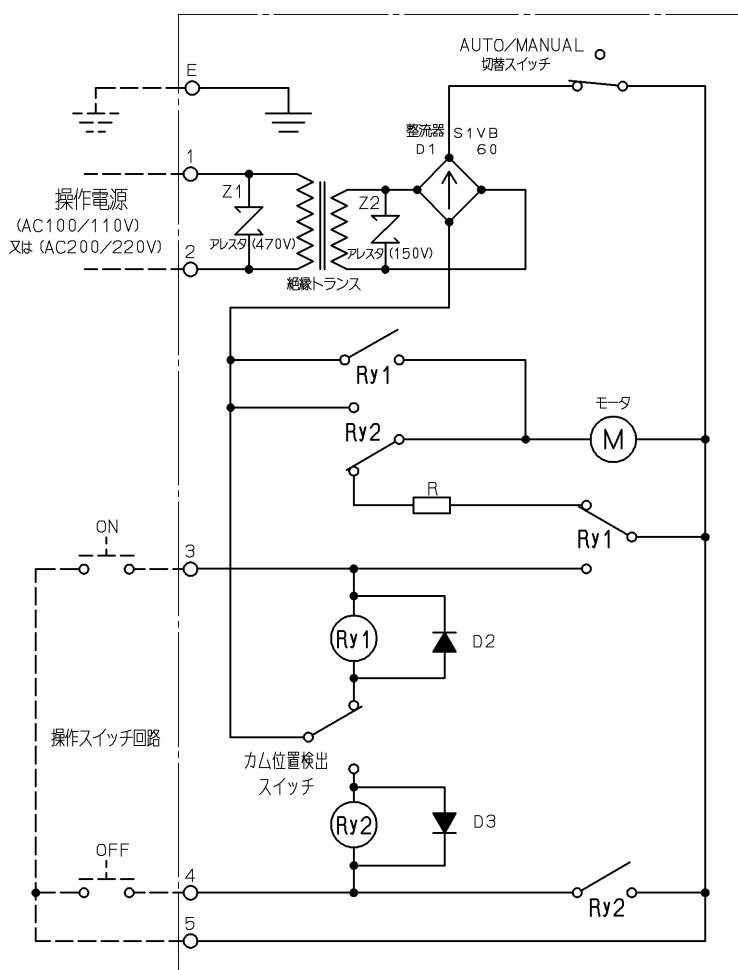 AUTO/MANUAL
切替スイッチ
E
整流器 S1VB
D1 60
1
操作電源
(AC100/110V)
又は(AC200/220V)
Z1
Z2
アレスタ(470V)
アレスタ(150V)
2
絶縁トランス
Ry1
モータ
Ry2
M
R
ON
Ry1
3
Ry1
D2
操作スイッチ回路
カム位置検出
スイッチ
Ry2
D3
OFF
4
Ry2
5